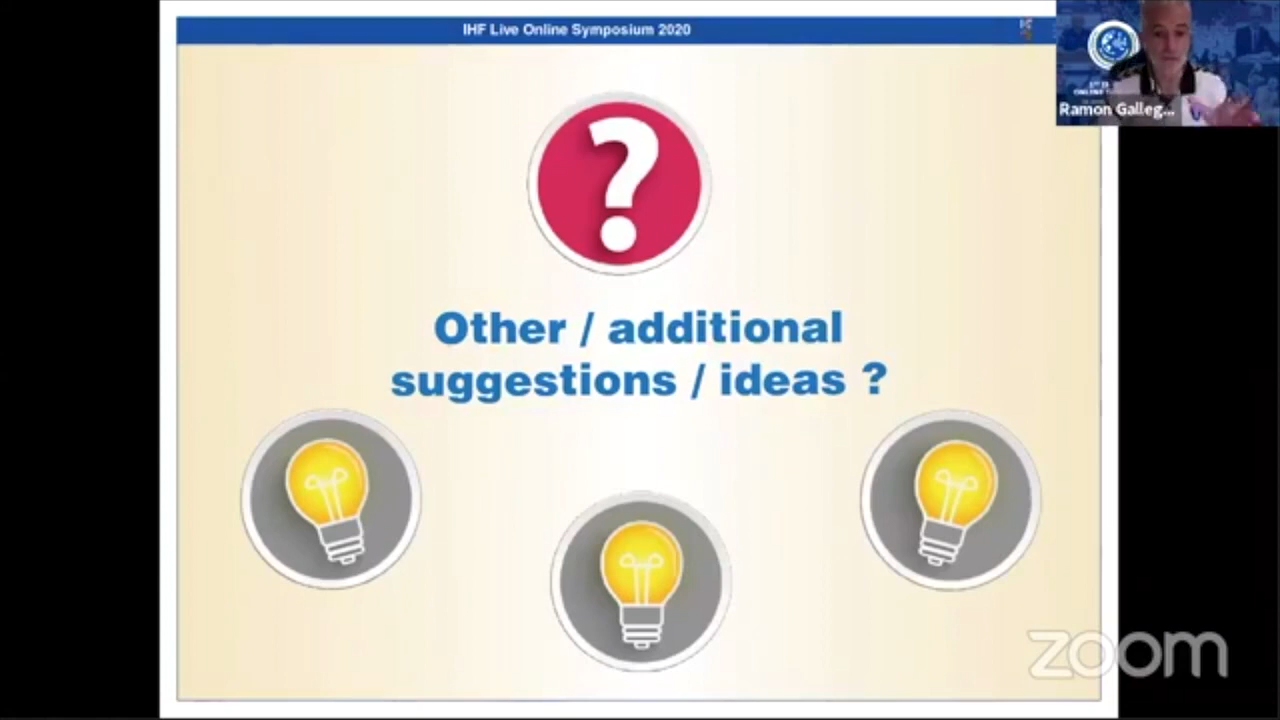 IHF Live Online Symposium 2020
Ramon Galleg...
?
Other / additional
suggestions / ideas ?
zoom